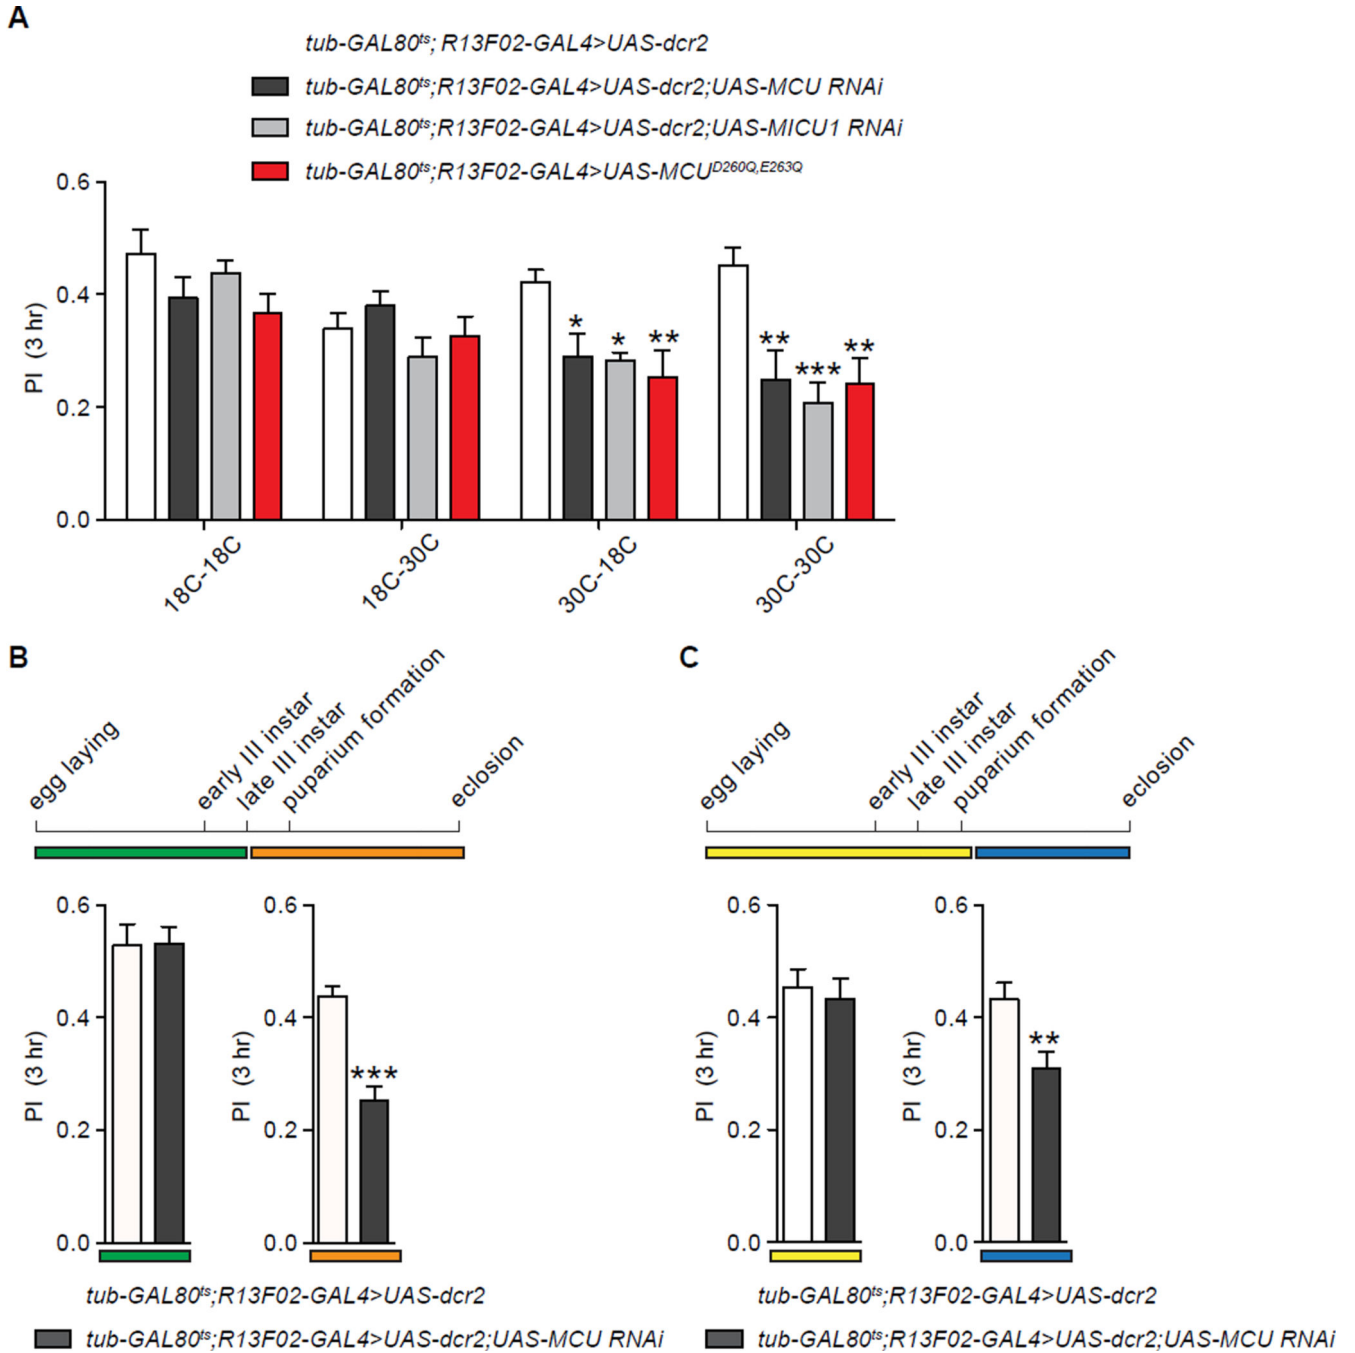 A
tub-GAL80ts; R13F02-GAL4>UAS-dcr2
tub-GAL80ts;R13F02-GAL4>UAS-dcr2;UAS-MCU RNAi
tub-GAL80ts;R13F02-GAL4>UAS-dcr2;UAS-MICU1 RNAi
tub-GAL80ts;R13F02-GAL4>UAS-MCUD260Q,E263Q
0.6
0.4
0.2
0.0
PI (3 hr)
* * **
** *** **
18C-18C
18C-30C
30C-18C
30C-30C
B
egg laying
early III instar
late III instar
puparium formation
eclosion
0.6
0.4
0.2
0.0
PI (3 hr)
0.6
0.4
0.2
0.0
PI (3 hr)
***
tub-GAL80ts;R13F02-GAL4>UAS-dcr2
tub-GAL80ts;R13F02-GAL4>UAS-dcr2;UAS-MCU RNAi
C
egg laying
early III instar
late III instar
puparium formation
eclosion
0.6
0.4
0.2
0.0
PI (3 hr)
0.6
0.4
0.2
0.0
PI (3 hr)
**
tub-GAL80ts;R13F02-GAL4>UAS-dcr2
tub-GAL80ts;R13F02-GAL4>UAS-dcr2;UAS-MCU RNAi